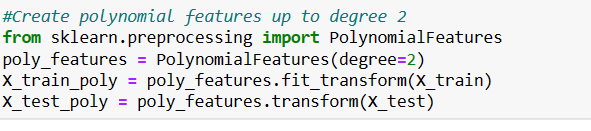 #Create polynomial features up to degree 2
from sklearn.preprocessing import PolynomialFeatures
poly_features = PolynomialFeatures(degree=2)
X_train_poly = poly_features.fit_transform(X_train)
X_test_poly = poly_features.transform(X_test)